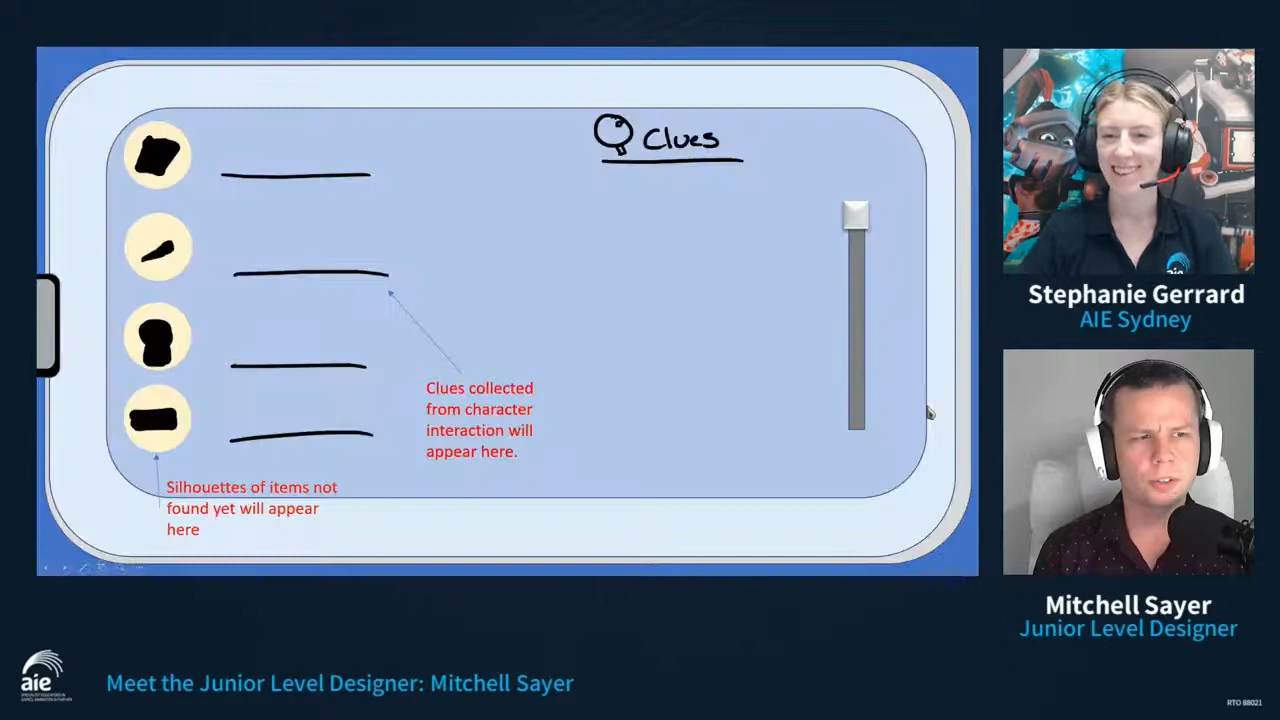 Clues
Clues collected
from character
interaction will
appear here.
Silhouettes of items not
found yet will appear
here
Stephanie Gerrard
AIE Sydney
Mitchell Sayer
Junior Level Designer
aie
Meet the Junior Level Designer: Mitchell Sayer
RTO 88021
aie